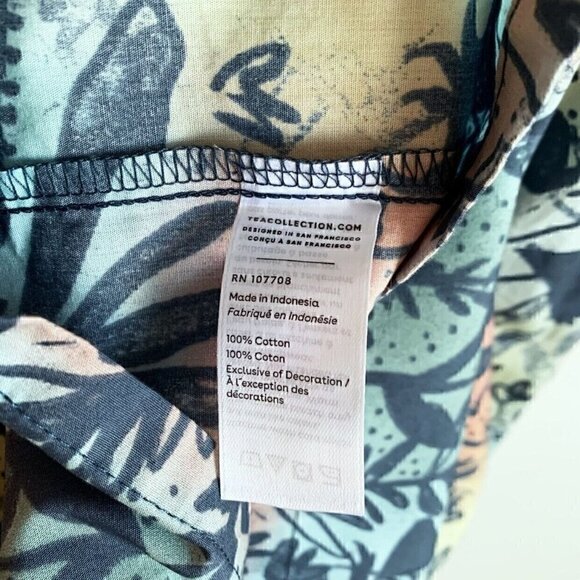 TEACOLLECTION.COM
DESIGNED IN SAN FRANCISCO
CONÇU À SAN FRANCISCO
RN 107708
Made in Indonesia
Fabriqué en Indonésie
100% Cotton
100% Coton
Exclusive of Decoration /
À l'exception des
décorations